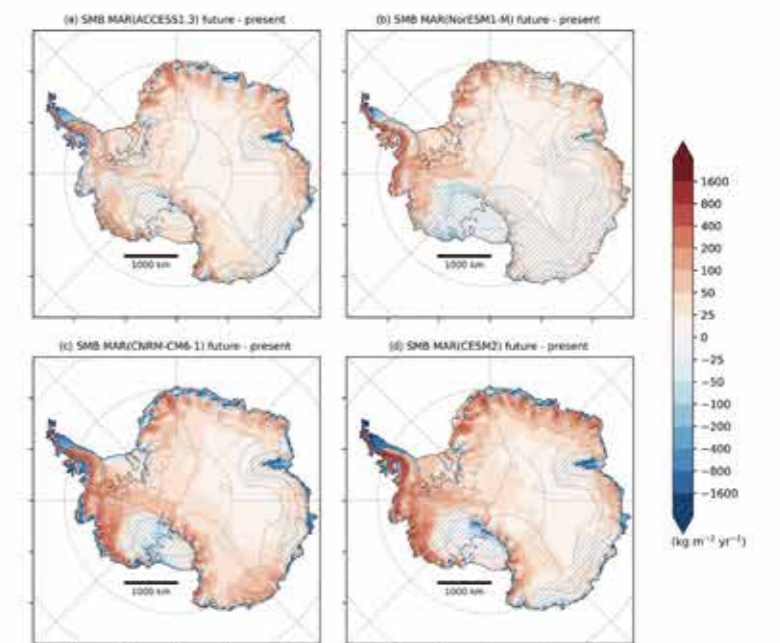 (a) SMB MAR(ACCESS1.3) future - present
(b) SMB MAR(NorESM1-M) future - present
1000 km
1000 km
(c) SMB MAR(CNRM-CM6-1) future - present
(d) SMB MAR(CESM2) future - present
1000 km
1000 km
1600
800
400
200
100
50
25
0
−25
−50
−100
−200
−400
−800
−1600
(kg m⁻² yr⁻¹)